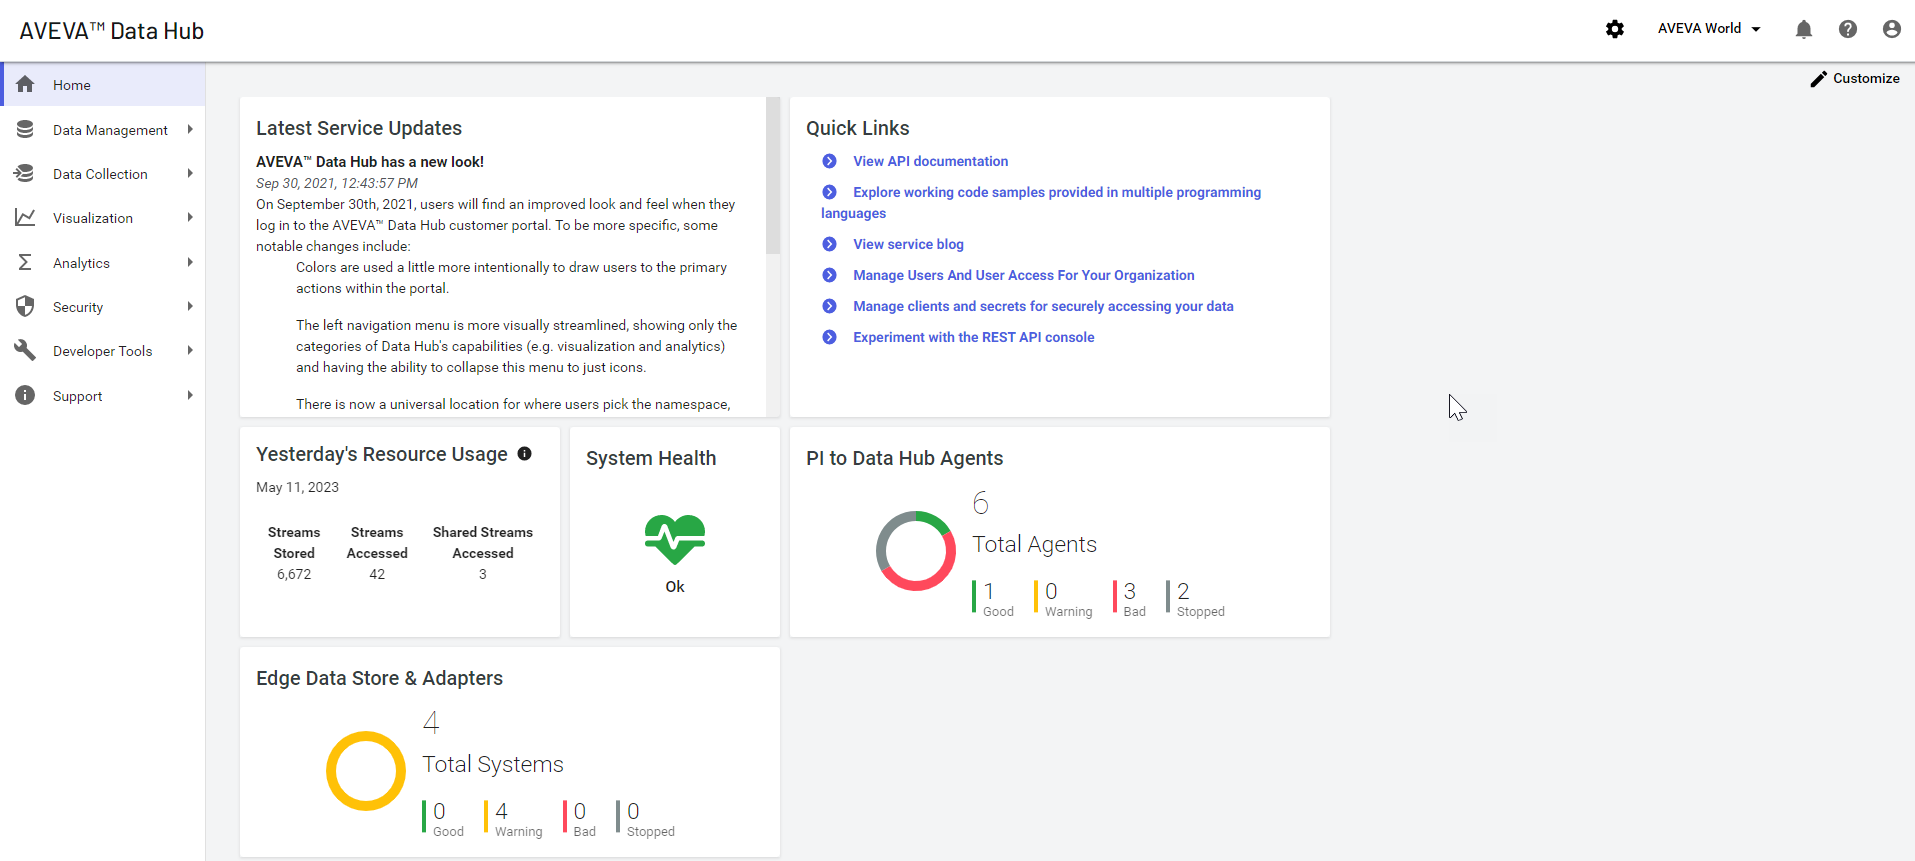 AVEVA™ Data Hub
AVEVA World
Customize
Home
Data Management
Data Collection
Visualization
Analytics
Security
Developer Tools
Support
Latest Service Updates
AVEVA™ Data Hub has a new look!
Sep 30, 2021, 12:43:57 PM
On September 30th, 2021, users will find an improved look and feel when they
log in to the AVEVA™ Data Hub customer portal. To be more specific, some
notable changes include:
Colors are used a little more intentionally to draw users to the primary
actions within the portal.
The left navigation menu is more visually streamlined, showing only the
categories of Data Hub's capabilities (e.g. visualization and analytics)
and having the ability to collapse this menu to just icons.
There is now a universal location for where users pick the namespace,
Quick Links
View API documentation
Explore working code samples provided in multiple programming
languages
View service blog
Manage Users And User Access For Your Organization
Manage clients and secrets for securely accessing your data
Experiment with the REST API console
Yesterday's Resource Usage
May 11, 2023
Streams Streams Shared Streams
Stored Accessed Accessed
6,672 42 3
System Health
Ok
PI to Data Hub Agents
6
Total Agents
1 0 3 2
Good Warning Bad Stopped
Edge Data Store & Adapters
4
Total Systems
0 4 0 0
Good Warning Bad Stopped